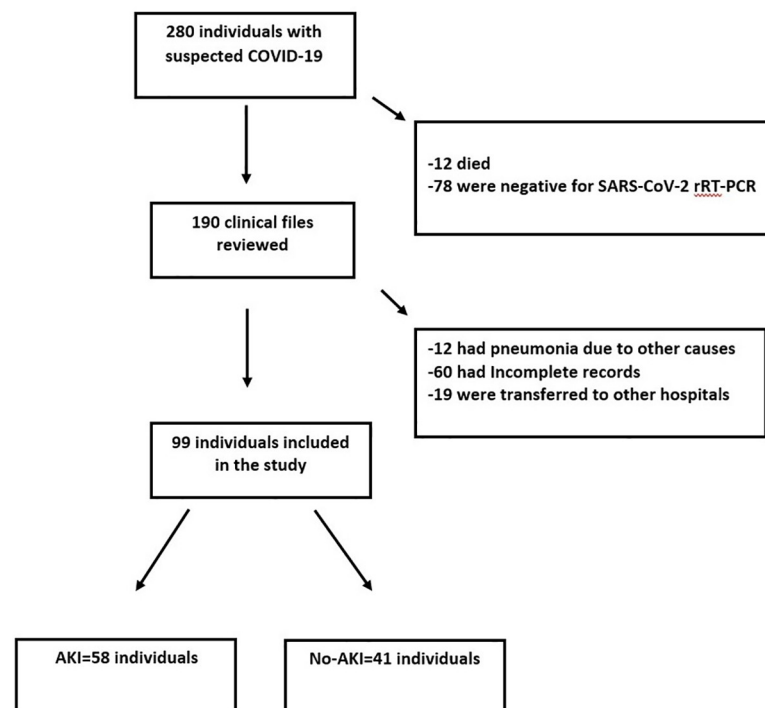 280 individuals with
suspected COVID-19
-12 died
-78 were negative for SARS-CoV-2 rRT-PCR
190 clinical files
reviewed
-12 had pneumonia due to other causes
-60 had Incomplete records
-19 were transferred to other hospitals
99 individuals included
in the study
AKI=58 individuals
No-AKI=41 individuals